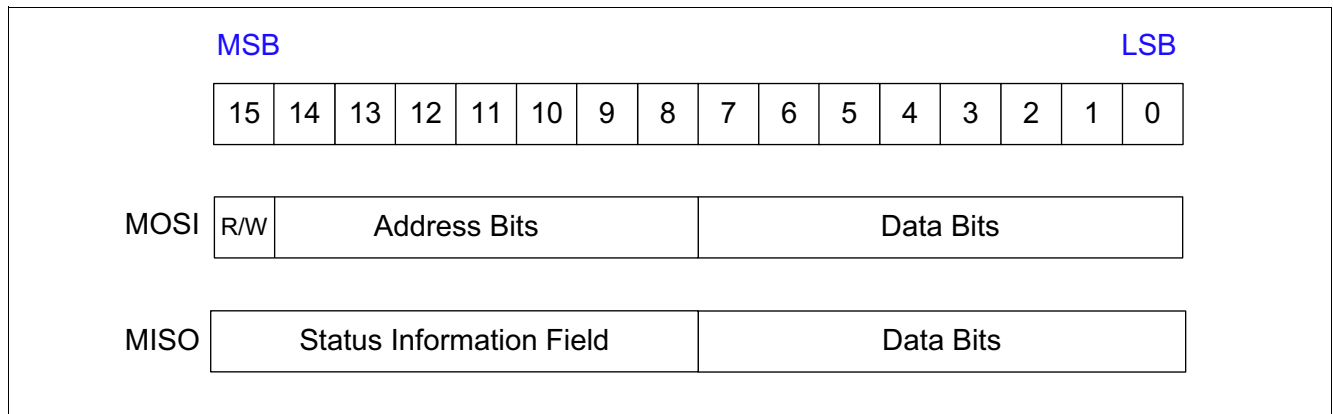 MSB LSB
15 14 13 12 11 10 9 8 7 6 5 4 3 2 1 0
MOSI R/W Address Bits Data Bits
MISO Status Information Field Data Bits